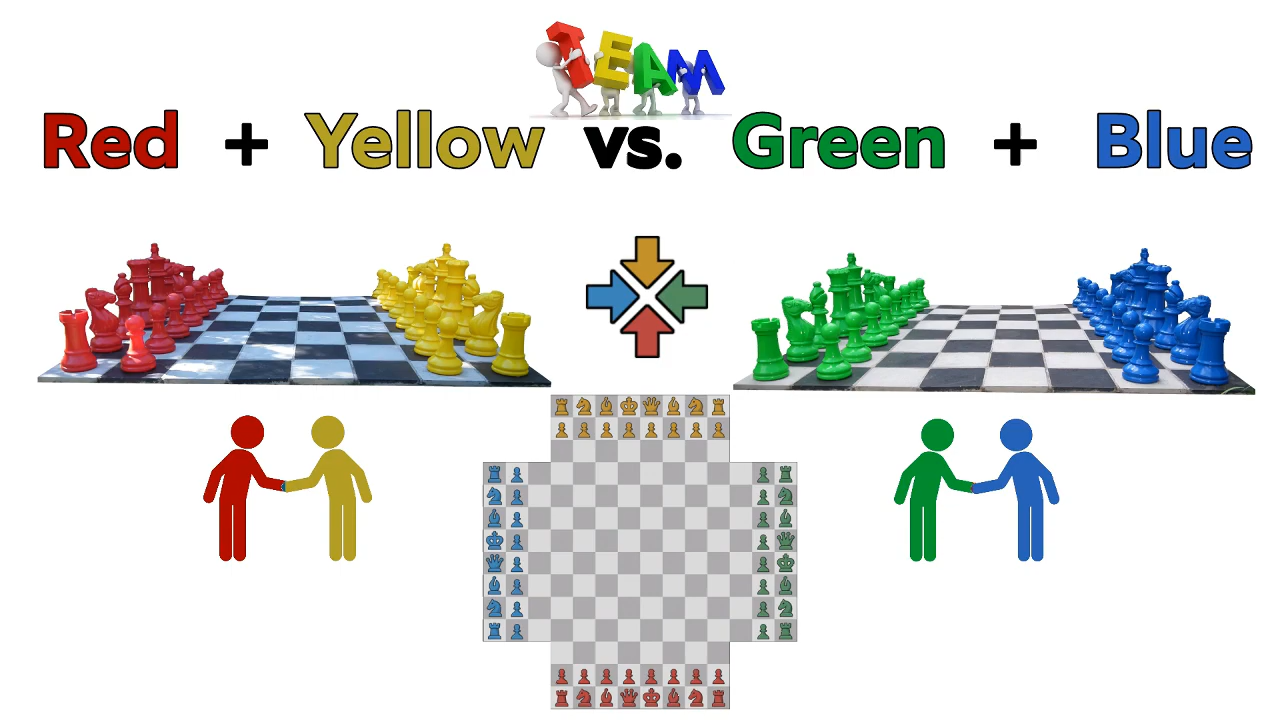 TEAM
Red + Yellow vs. Green + Blue